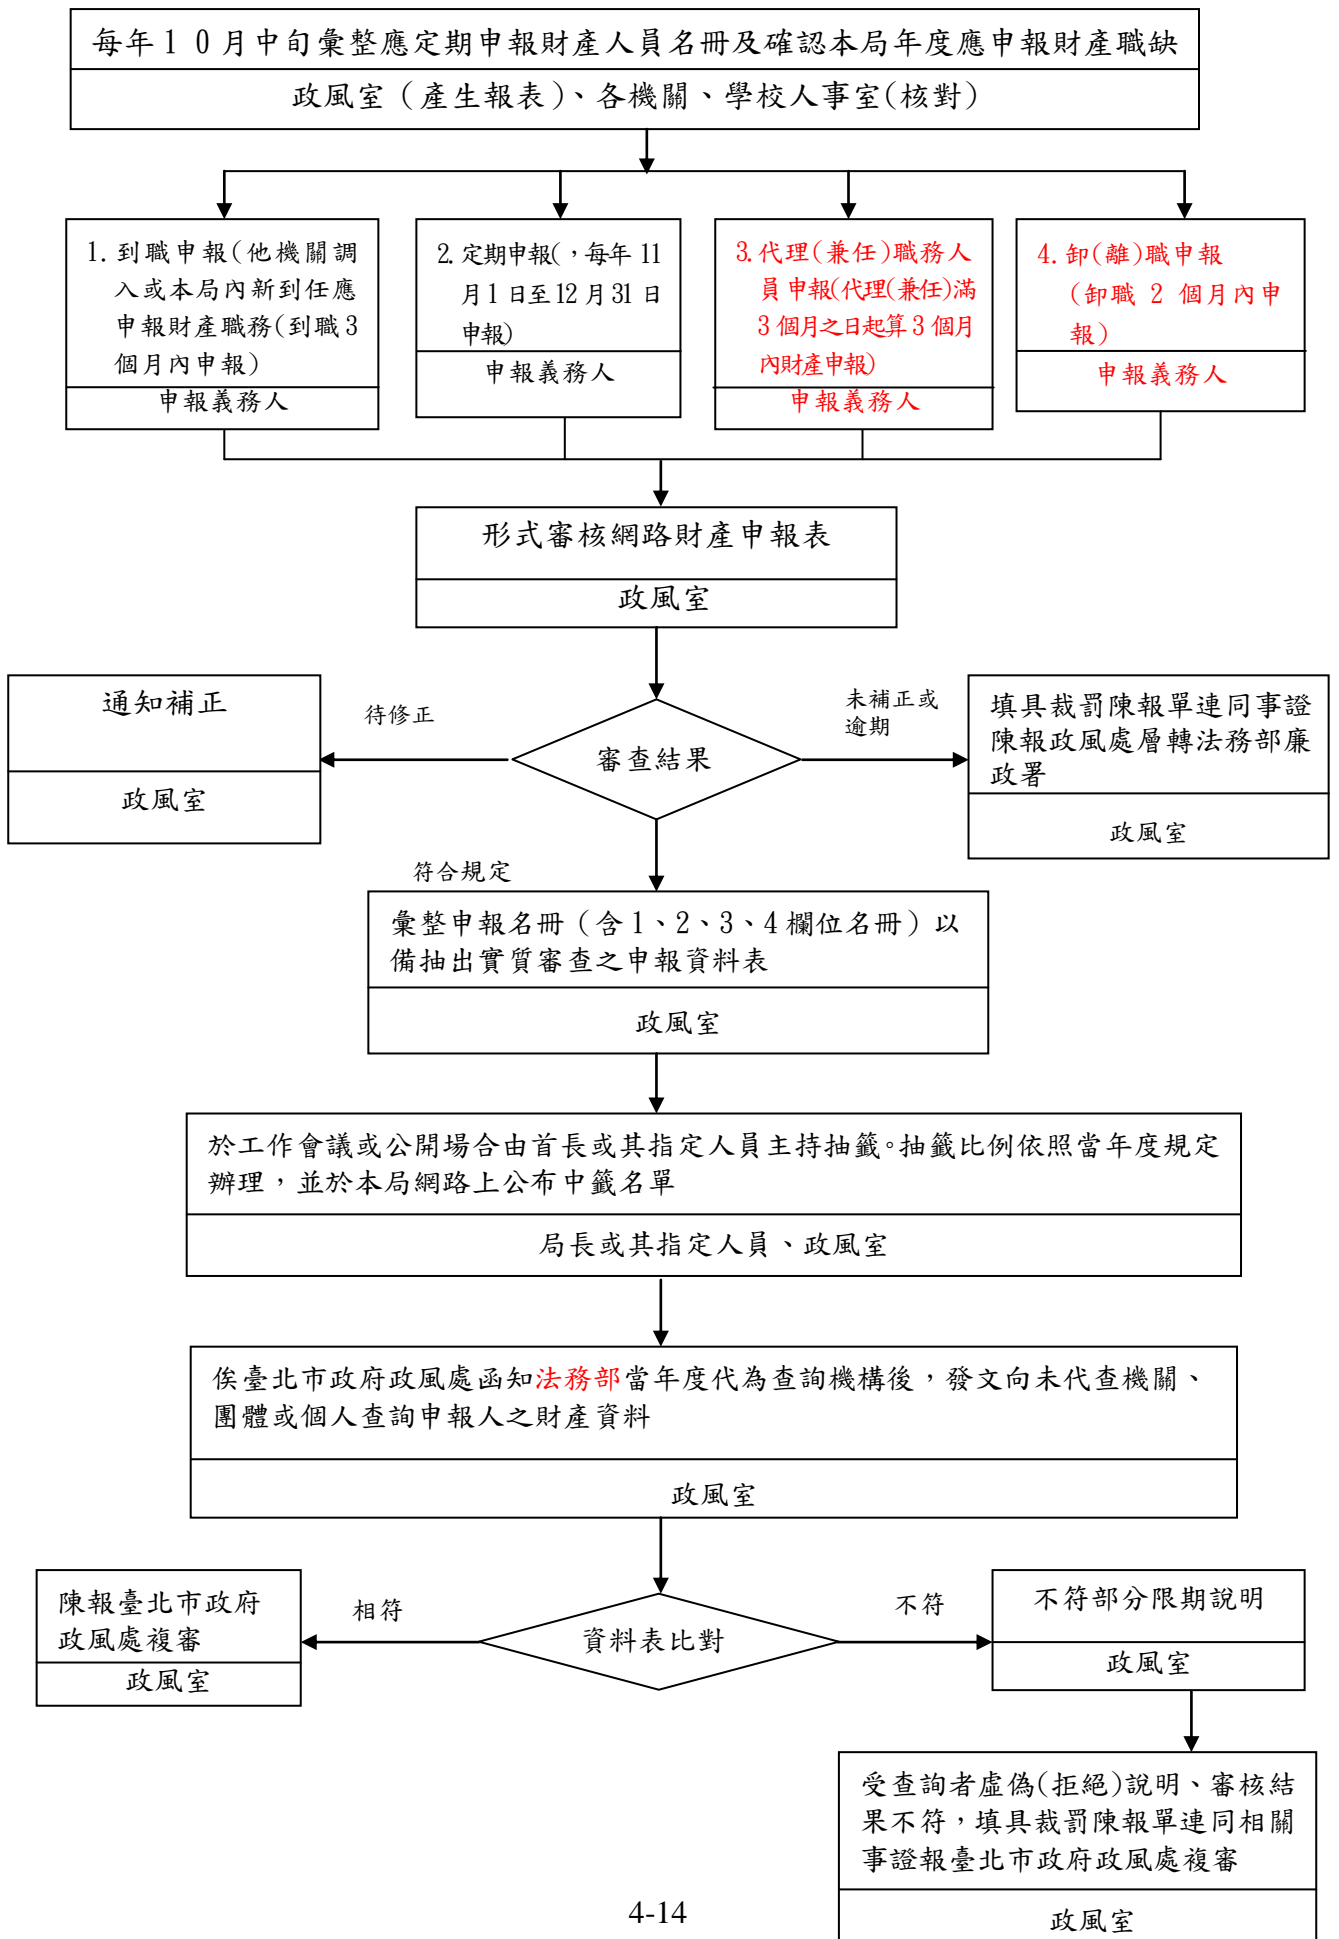 每年10月中旬彙整應定期申報財產人員名冊及確認本局年度應申報財產職缺
政風室（產生報表）、各機關、學校人事室(核對)
1. 到職申報(他機關調
入或本局內新到任應
申報財產職務(到職3
個月內申報)
申報義務人
2. 定期申報(，每年11
月1日至12月31日
申報)
申報義務人
3. 代理(兼任)職務人
員申報(代理(兼任)滿
3個月之日起算3個月
內財產申報)
申報義務人
4. 卸(離)職申報
(卸職 2 個月內申
報)
申報義務人
形式審核網路財產申報表
政風室
通知補正
政風室
待修正
審查結果
未補正或
逾期
填具裁罰陳報單連同事證
陳報政風處層轉法務部廉
政署
政風室
符合規定
彙整申報名冊（含1、2、3、4欄位名冊）以
備抽出實質審查之申報資料表
政風室
於工作會議或公開場合由首長或其指定人員主持抽籤。抽籤比例依照當年度規定
辦理，並於本局網路上公布中籤名單
局長或其指定人員、政風室
俟臺北市政府政風處函知法務部當年度代為查詢機構後，發文向未代查機關、
團體或個人查詢申報人之財產資料
政風室
陳報臺北市政府
政風處複審
政風室
相符
資料表比對
不符
不符部分限期說明
政風室
受查詢者虛偽(拒絕)說明、審核結
果不符，填具裁罰陳報單連同相關
事證報臺北市政府政風處複審
政風室
4-14